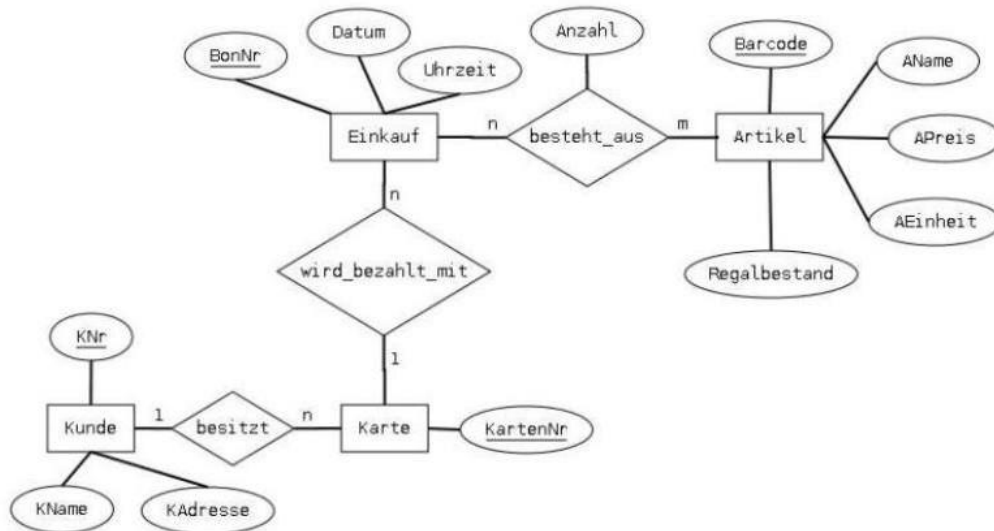 Datum
Anzahl
BonNr
Uhrzeit
Barcode
AName
Einkauf
n
besteht_aus
m
Artikel
APreis
n
AEinheit
wird_bezahlt_mit
Regalbestand
KNr
1
Kunde
1
besitzt
n
Karte
KartenNr
KName
KAdresse